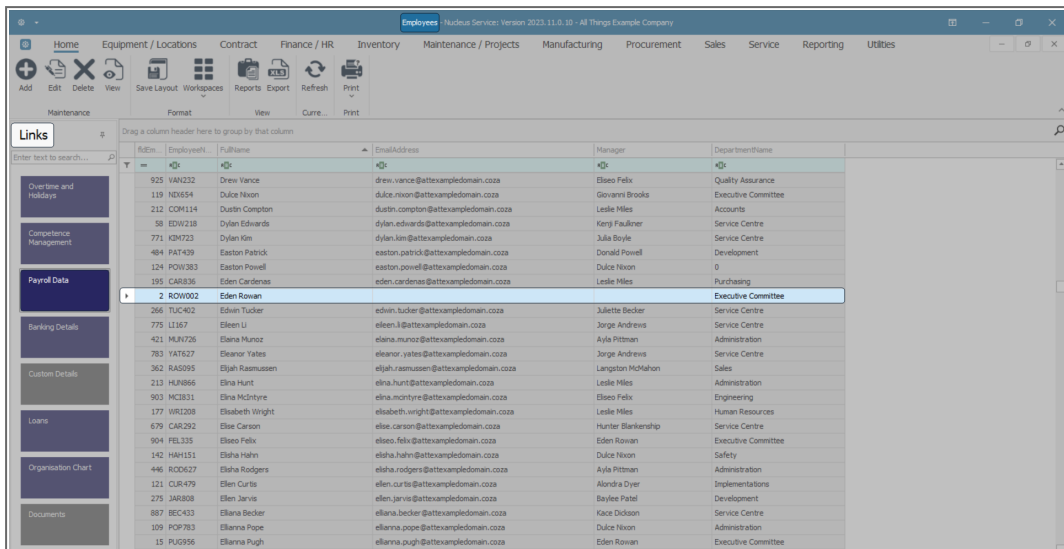 Employees - Nucleus Service: Version 2023.11.0.10 - All Things Example Company
Home Equipment / Locations Contract Finance / HR Inventory Maintenance / Projects Manufacturing Procurement Sales Service Reporting Utilities
Add Edit Delete View Save Layout Workspaces Reports Export Refresh Print
XLS
Maintenance Format View Curre... Print
Links
Drag a column header here to group by that column
Enter text to search...
fldEm... EmployeeN... FullName EmailAddress Manager DepartmentName
Overtime and Holidays
Competence Management
Payroll Data
Banking Details
Custom Details
Loans
Organisation Chart
Documents
925 VAN232 Drew Vance drew.vance@attexampledomain.coza Eliseo Felix Quality Assurance
119 NIX654 Dulce Nixon dulce.nixon@attexampledomain.coza Giovanni Brooks Executive Committee
212 COM114 Dustin Compton dustin.compton@attexampledomain.coza Leslie Miles Accounts
58 EDW218 Dylan Edwards dylan.edwards@attexampledomain.coza Kenji Faulkner Service Centre
771 KIM723 Dylan Kim dylan.kim@attexampledomain.coza Julia Boyle Service Centre
484 PAT439 Easton Patrick easton.patrick@attexampledomain.coza Donald Powell Development
124 POW383 Easton Powell easton.powell@attexampledomain.coza Dulce Nixon 0
195 CAR836 Eden Cardenas eden.cardenas@attexampledomain.coza Leslie Miles Purchasing
2 ROW002 Eden Rowan Executive Committee
266 TUC402 Edwin Tucker edwin.tucker@attexampledomain.coza Juliette Becker Service Centre
775 LI167 Eileen Li eileen.li@attexampledomain.coza Jorge Andrews Service Centre
421 MUN726 Elaina Munoz elaina.munoz@attexampledomain.coza Ayla Pittman Administration
783 YAT627 Eleanor Yates eleanor.yates@attexampledomain.coza Jorge Andrews Service Centre
362 RAS095 Elijah Rasmussen elijah.rasmussen@attexampledomain.coza Langston McMahon Sales
213 HUN866 Elina Hunt elina.hunt@attexampledomain.coza Leslie Miles Administration
903 MCI831 Elina McIntyre elina.mcintyre@attexampledomain.coza Eliseo Felix Engineering
177 WRI208 Elisabeth Wright elisabeth.wright@attexampledomain.coza Leslie Miles Human Resources
679 CAR292 Elise Carson elise.carson@attexampledomain.coza Hunter Blankenship Service Centre
904 FEL335 Eliseo Felix eliseo.felix@attexampledomain.coza Eden Rowan Executive Committee
142 HAH151 Elisha Hahn elisha.hahn@attexampledomain.coza Dulce Nixon Safety
446 ROD627 Elisha Rodgers elisha.rodgers@attexampledomain.coza Ayla Pittman Administration
121 CUR479 Ellen Curtis ellen.curtis@attexampledomain.coza Alondra Dyer Implementations
275 JAR808 Ellen Jarvis ellen.jarvis@attexampledomain.coza Baylee Patel Development
887 BEC433 Elliana Becker elliana.becker@attexampledomain.coza Kace Dickson Service Centre
109 POP783 Ellianna Pope ellianna.pope@attexampledomain.coza Dulce Nixon Administration
15 PUG956 Ellianna Pugh ellianna.pugh@attexampledomain.coza Eden Rowan Executive Committee